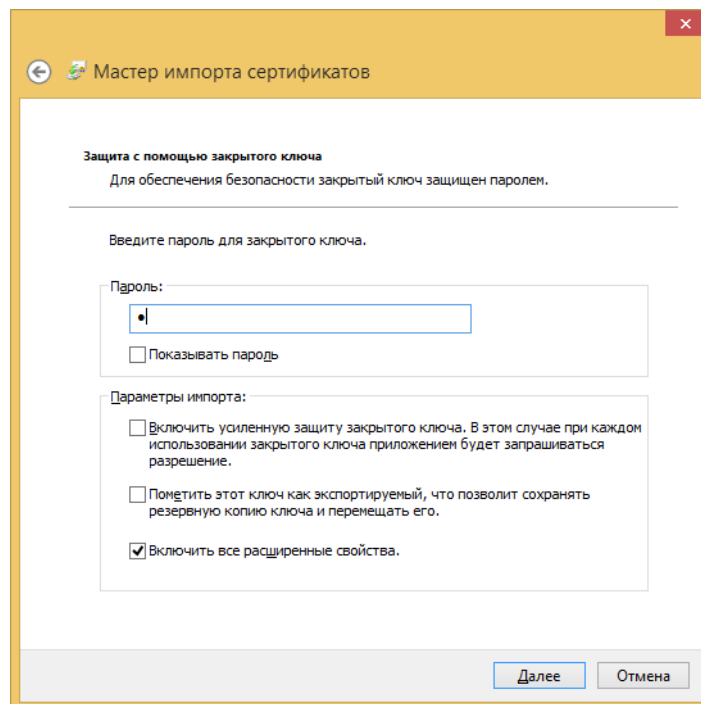 Мастер импорта сертификатов
Защита с помощью закрытого ключа
Для обеспечения безопасности закрытый ключ защищен паролем.
Введите пароль для закрытого ключа.
Пароль:
•
Показывать пароль
Параметры импорта:
Включить усиленную защиту закрытого ключа. В этом случае при каждом
использовании закрытого ключа приложением будет запрашиваться
разрешение.
Пометить этот ключ как экспортируемый, что позволит сохранять
резервную копию ключа и перемещать его.
Включить все расширенные свойства.
Далее
Отмена